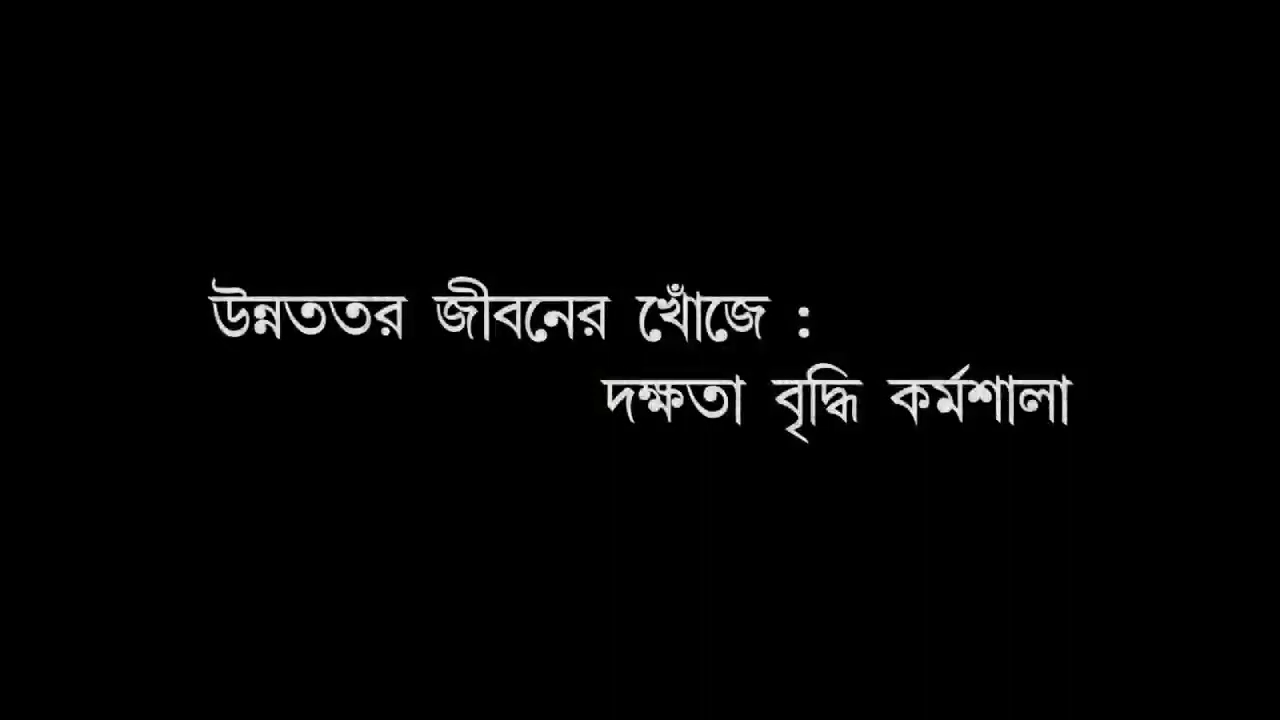 উন্নততর জীবনের খোঁজে :
দক্ষতা বৃদ্ধি কর্মশালা